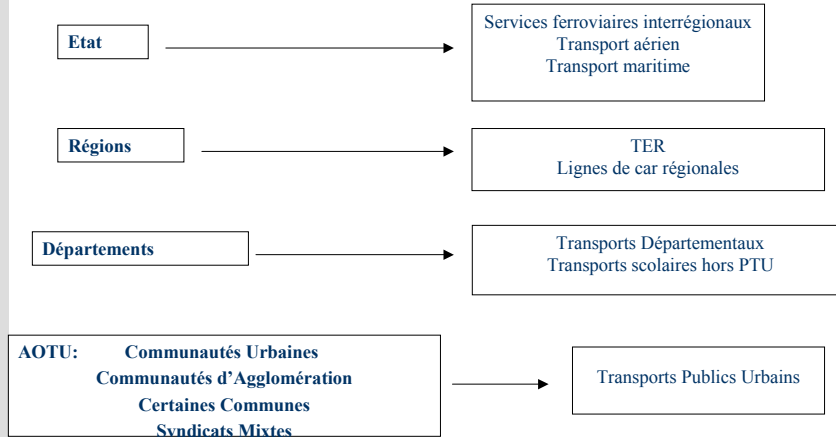 Etat
Services ferroviaires interrégionaux
Transport aérien
Transport maritime
Régions
TER
Lignes de car régionales
Départements
Transports Départementaux
Transports scolaires hors PTU
AOTU: Communautés Urbaines
Communautés d'Agglomération
Certaines Communes
Syndicats Mixtes
Transports Publics Urbains